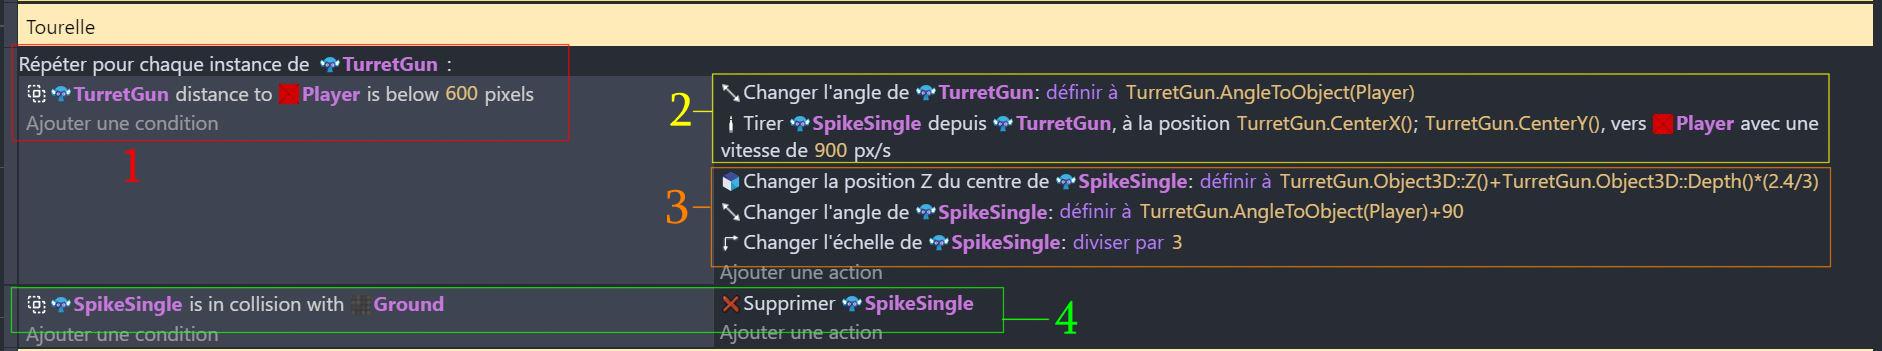 Tourelle
Répéter pour chaque instance de TurretGun :
TurretGun distance to Player is below 600 pixels
Ajouter une condition
1
2
Changer l'angle de TurretGun: définir à TurretGun.AngleToObject(Player)
Tirer SpikeSingle depuis TurretGun, à la position TurretGun.CenterX(); TurretGun.CenterY(), vers Player avec une
vitesse de 900 px/s
3
Changer la position Z du centre de SpikeSingle: définir à TurretGun.Object3D::Z()+TurretGun.Object3D::Depth()*(2.4/3)
Changer l'angle de SpikeSingle: définir à TurretGun.AngleToObject(Player)+90
Changer l'échelle de SpikeSingle: diviser par 3
Ajouter une action
SpikeSingle is in collision with Ground
Ajouter une condition
Supprimer SpikeSingle
Ajouter une action
4